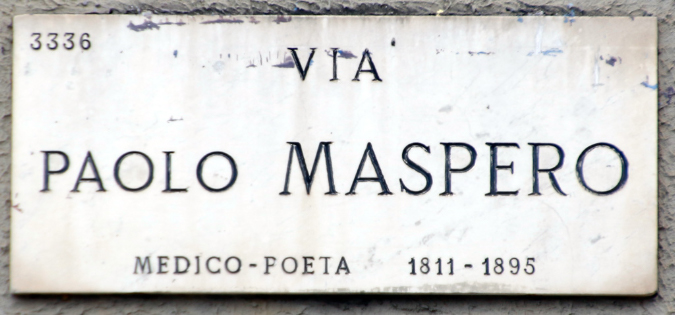 3336
VIA
PAOLO MASPERO
MEDICO-POETA 1811-1895